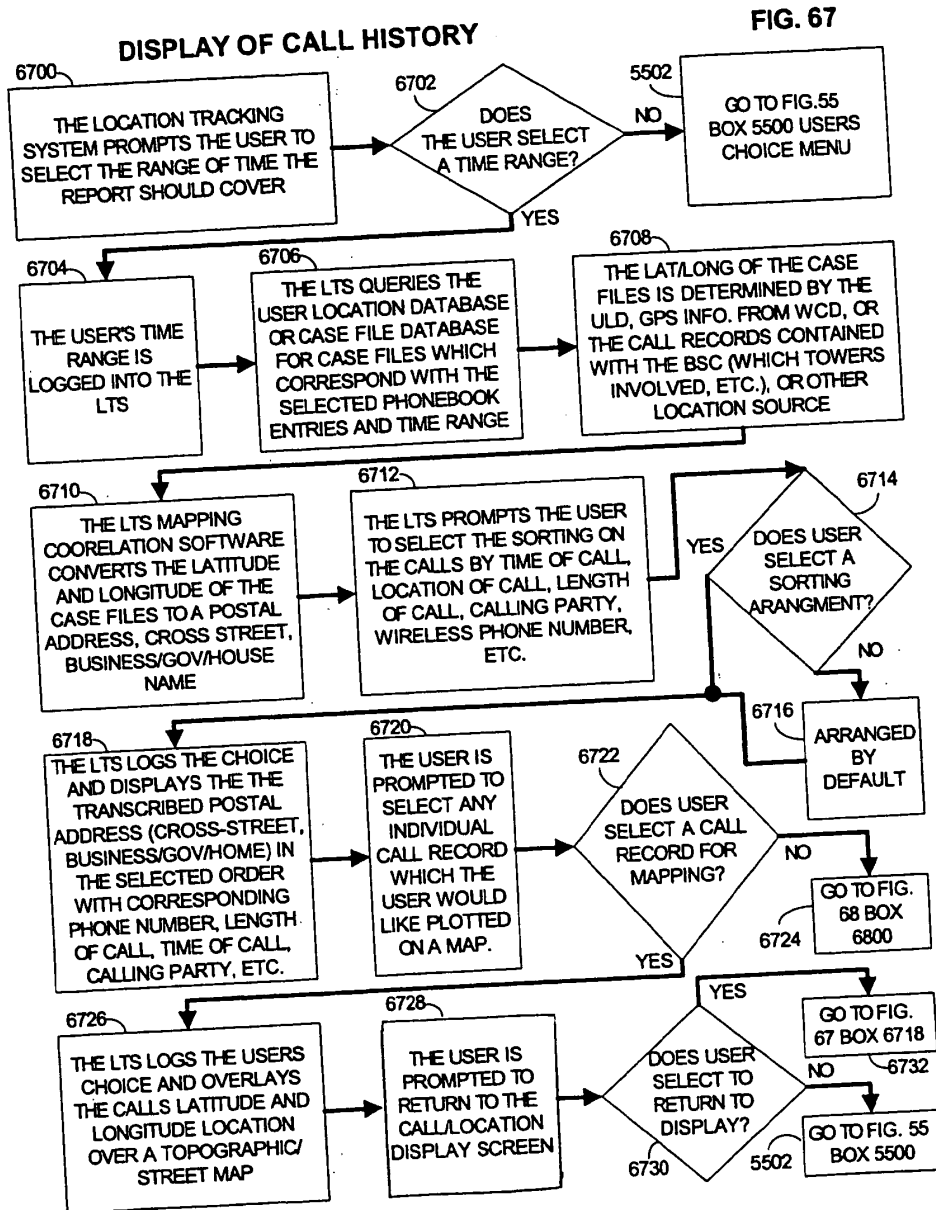 FIG. 67
DISPLAY OF CALL HISTORY
6700
THE LOCATION TRACKING
SYSTEM PROMPTS THE USER TO
SELECT THE RANGE OF TIME THE
REPORT SHOULD COVER
6702
DOES
THE USER SELECT
A TIME RANGE?
NO
YES
5502
GO TO FIG.55
BOX 5500 USERS
CHOICE MENU
6704
THE USER'S TIME
RANGE IS
LOGGED INTO THE
LTS
6706
THE LTS QUERIES THE
USER LOCATION DATABASE
OR CASE FILE DATABASE
FOR CASE FILES WHICH
CORRESPOND WITH THE
SELECTED PHONEBOOK
ENTRIES AND TIME RANGE
6708
THE LAT/LONG OF THE CASE
FILES IS DETERMINED BY THE
ULD, GPS INFO. FROM WCD, OR
THE CALL RECORDS CONTAINED
WITH THE BSC (WHICH TOWERS
INVOLVED, ETC.), OR OTHER
LOCATION SOURCE
6710
THE LTS MAPPING
COORELATION SOFTWARE
CONVERTS THE LATITUDE
AND LONGITUDE OF THE
CASE FILES TO A POSTAL
ADDRESS, CROSS STREET,
BUSINESS/GOV/HOUSE
NAME
6712
THE LTS PROMPTS THE USER
TO SELECT THE SORTING ON
THE CALLS BY TIME OF CALL,
LOCATION OF CALL, LENGTH
OF CALL, CALLING PARTY,
WIRELESS PHONE NUMBER,
ETC.
6714
YES
DOES USER
SELECT A
SORTING
ARANGMENT?
NO
6716
ARRANGED
BY
DEFAULT
6718
THE LTS LOGS THE CHOICE
AND DISPLAYS THE THE
TRANSCRIBED POSTAL
ADDRESS (CROSS-STREET,
BUSINESS/GOV/HOME) IN
THE SELECTED ORDER
WITH CORRESPONDING
PHONE NUMBER, LENGTH
OF CALL, TIME OF CALL,
CALLING PARTY, ETC.
6720
THE USER IS
PROMPTED TO
SELECT ANY
INDIVIDUAL
CALL RECORD
WHICH THE
USER WOULD
LIKE PLOTTED
ON A MAP.
6722
DOES USER
SELECT A CALL
RECORD FOR
MAPPING?
NO
YES
6724
GO TO FIG.
68 BOX
6800
6726
THE LTS LOGS THE USERS
CHOICE AND OVERLAYS
THE CALLS LATITUDE AND
LONGITUDE LOCATION
OVER A TOPOGRAPHIC/
STREET MAP
6728
THE USER IS
PROMPTED TO
RETURN TO THE
CALL/LOCATION
DISPLAY SCREEN
6730
DOES USER
SELECT TO
RETURN TO
DISPLAY?
YES
GO TO FIG.
67 BOX 6718
6732
NO
5502
GO TO FIG. 55
BOX 5500